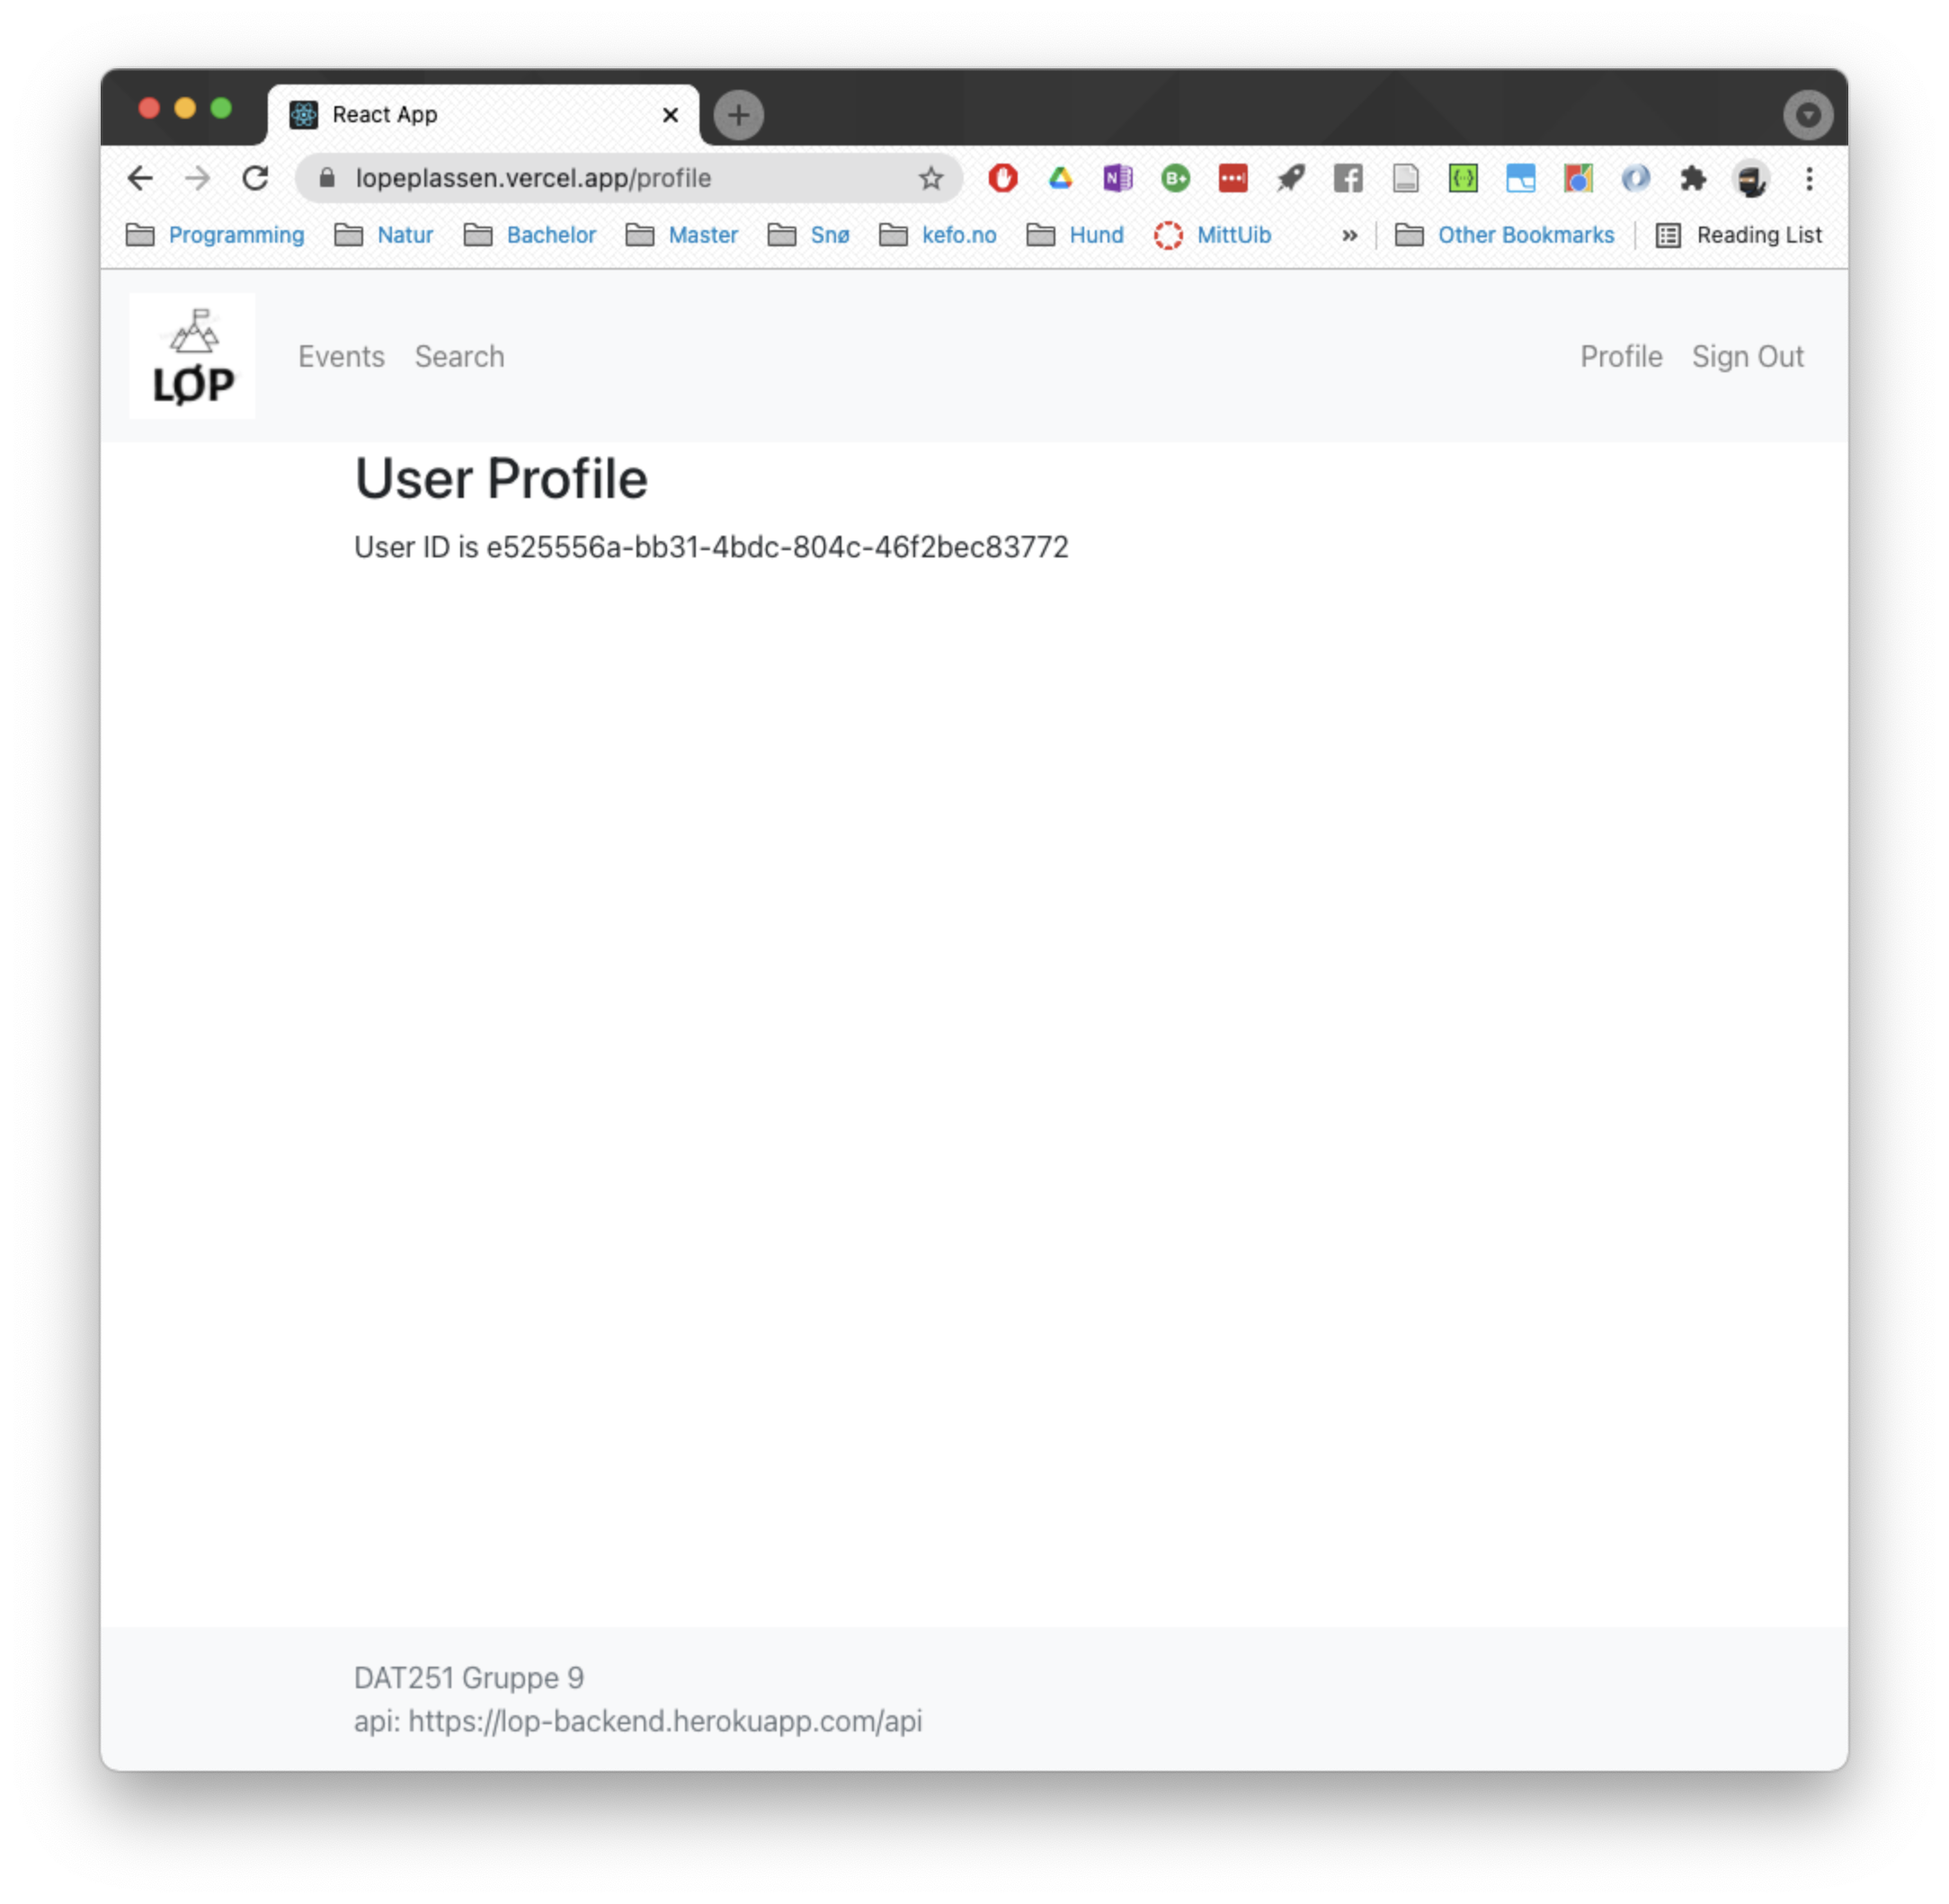 React App
lopeplassen.vercel.app/profile
Programming Natur Bachelor Master Snø kefo.no Hund MittUib » Other Bookmarks Reading List
LØP Events Search Profile Sign Out
User Profile
User ID is e525556a-bb31-4bdc-804c-46f2bec83772
DAT251 Gruppe 9
api: https://lop-backend.herokuapp.com/api